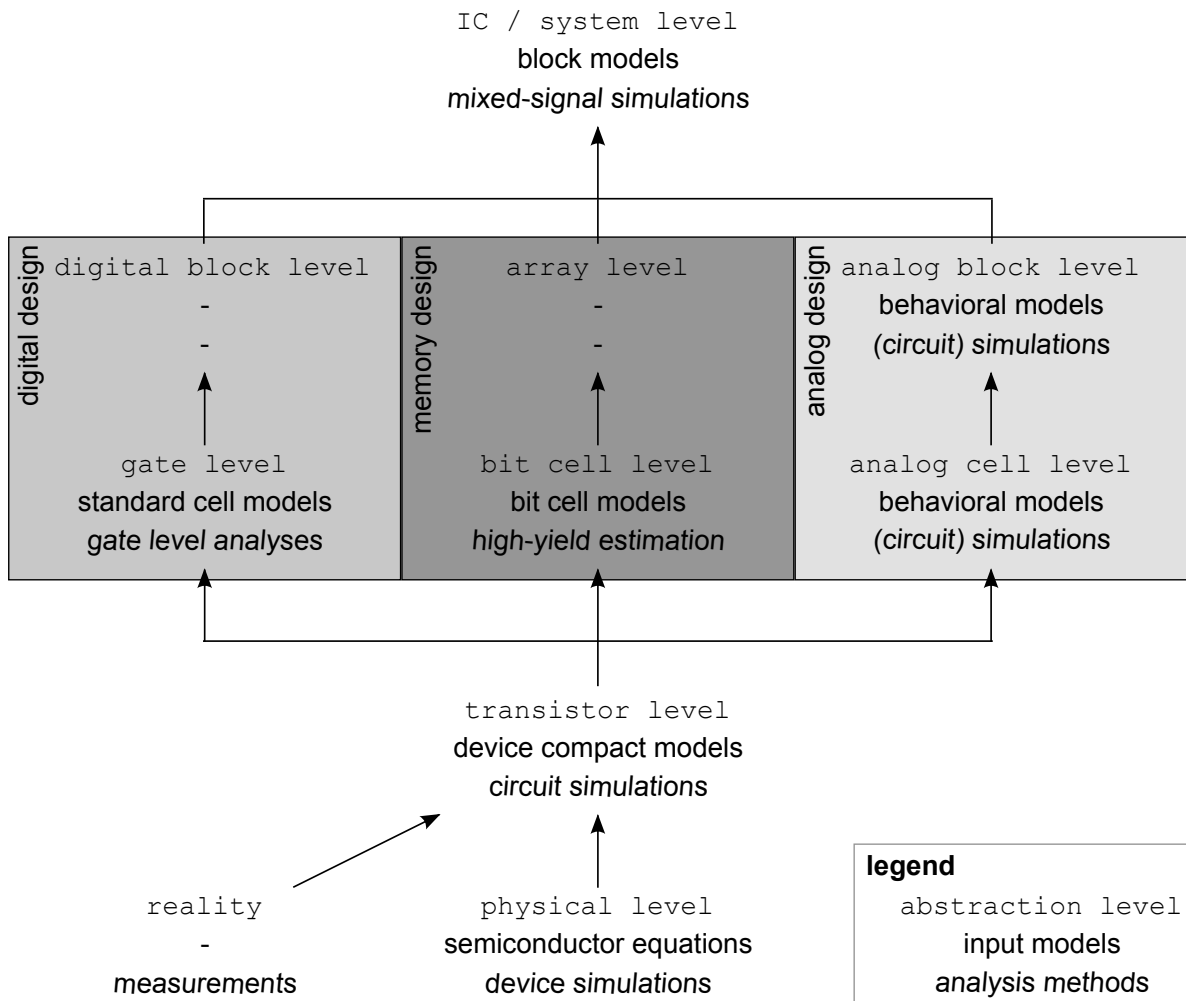 IC / system level
block models
mixed-signal simulations
digital design
digital block level
-
-
gate level
standard cell models
gate level analyses
memory design
array level
-
-
bit cell level
bit cell models
high-yield estimation
analog design
analog block level
behavioral models
(circuit) simulations
analog cell level
behavioral models
(circuit) simulations
transistor level
device compact models
circuit simulations
reality
-
measurements
physical level
semiconductor equations
device simulations
legend
abstraction level
input models
analysis methods